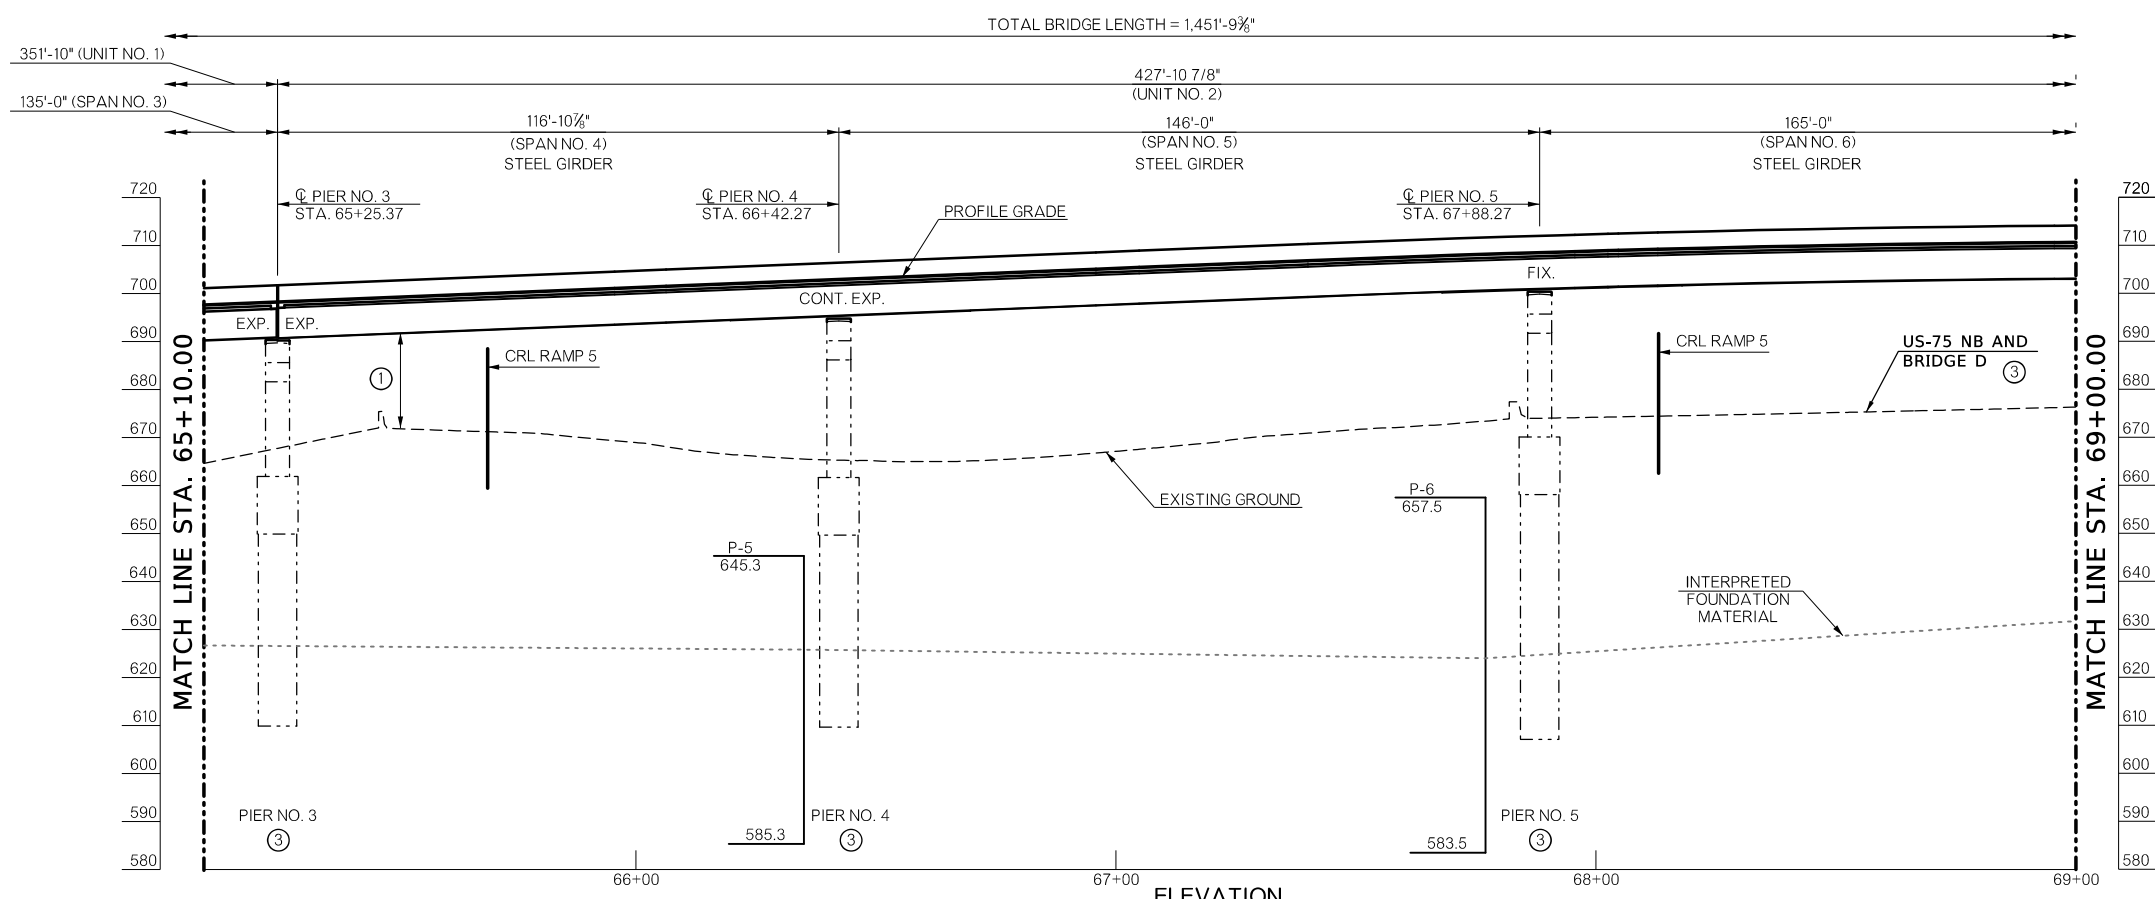 TOTAL BRIDGE LENGTH = 1,451'-9⅜"
351'-10" (UNIT NO. 1)
427'-10 7/8"
(UNIT NO. 2)
135'-0" (SPAN NO. 3)
116'-10⅞"
(SPAN NO. 4)
STEEL GIRDER
146'-0"
(SPAN NO. 5)
STEEL GIRDER
165'-0"
(SPAN NO. 6)
STEEL GIRDER
℄ PIER NO. 3
STA. 65+25.37
℄ PIER NO. 4
STA. 66+42.27
℄ PIER NO. 5
STA. 67+88.27
PROFILE GRADE
720
710
700
690
680
670
660
650
640
630
620
610
600
590
580
MATCH LINE STA. 65+10.00
EXP.
EXP.
CONT. EXP.
FIX.
①
CRL RAMP 5
CRL RAMP 5
US-75 NB AND
BRIDGE D ③
EXISTING GROUND
P-5
645.3
585.3
P-6
657.5
583.5
INTERPRETED
FOUNDATION
MATERIAL
PIER NO. 3
③
PIER NO. 4
③
PIER NO. 5
③
720
710
700
690
680
670
660
650
640
630
620
610
600
590
580
MATCH LINE STA. 69+00.00
66+00
67+00
68+00
69+00
ELEVATION